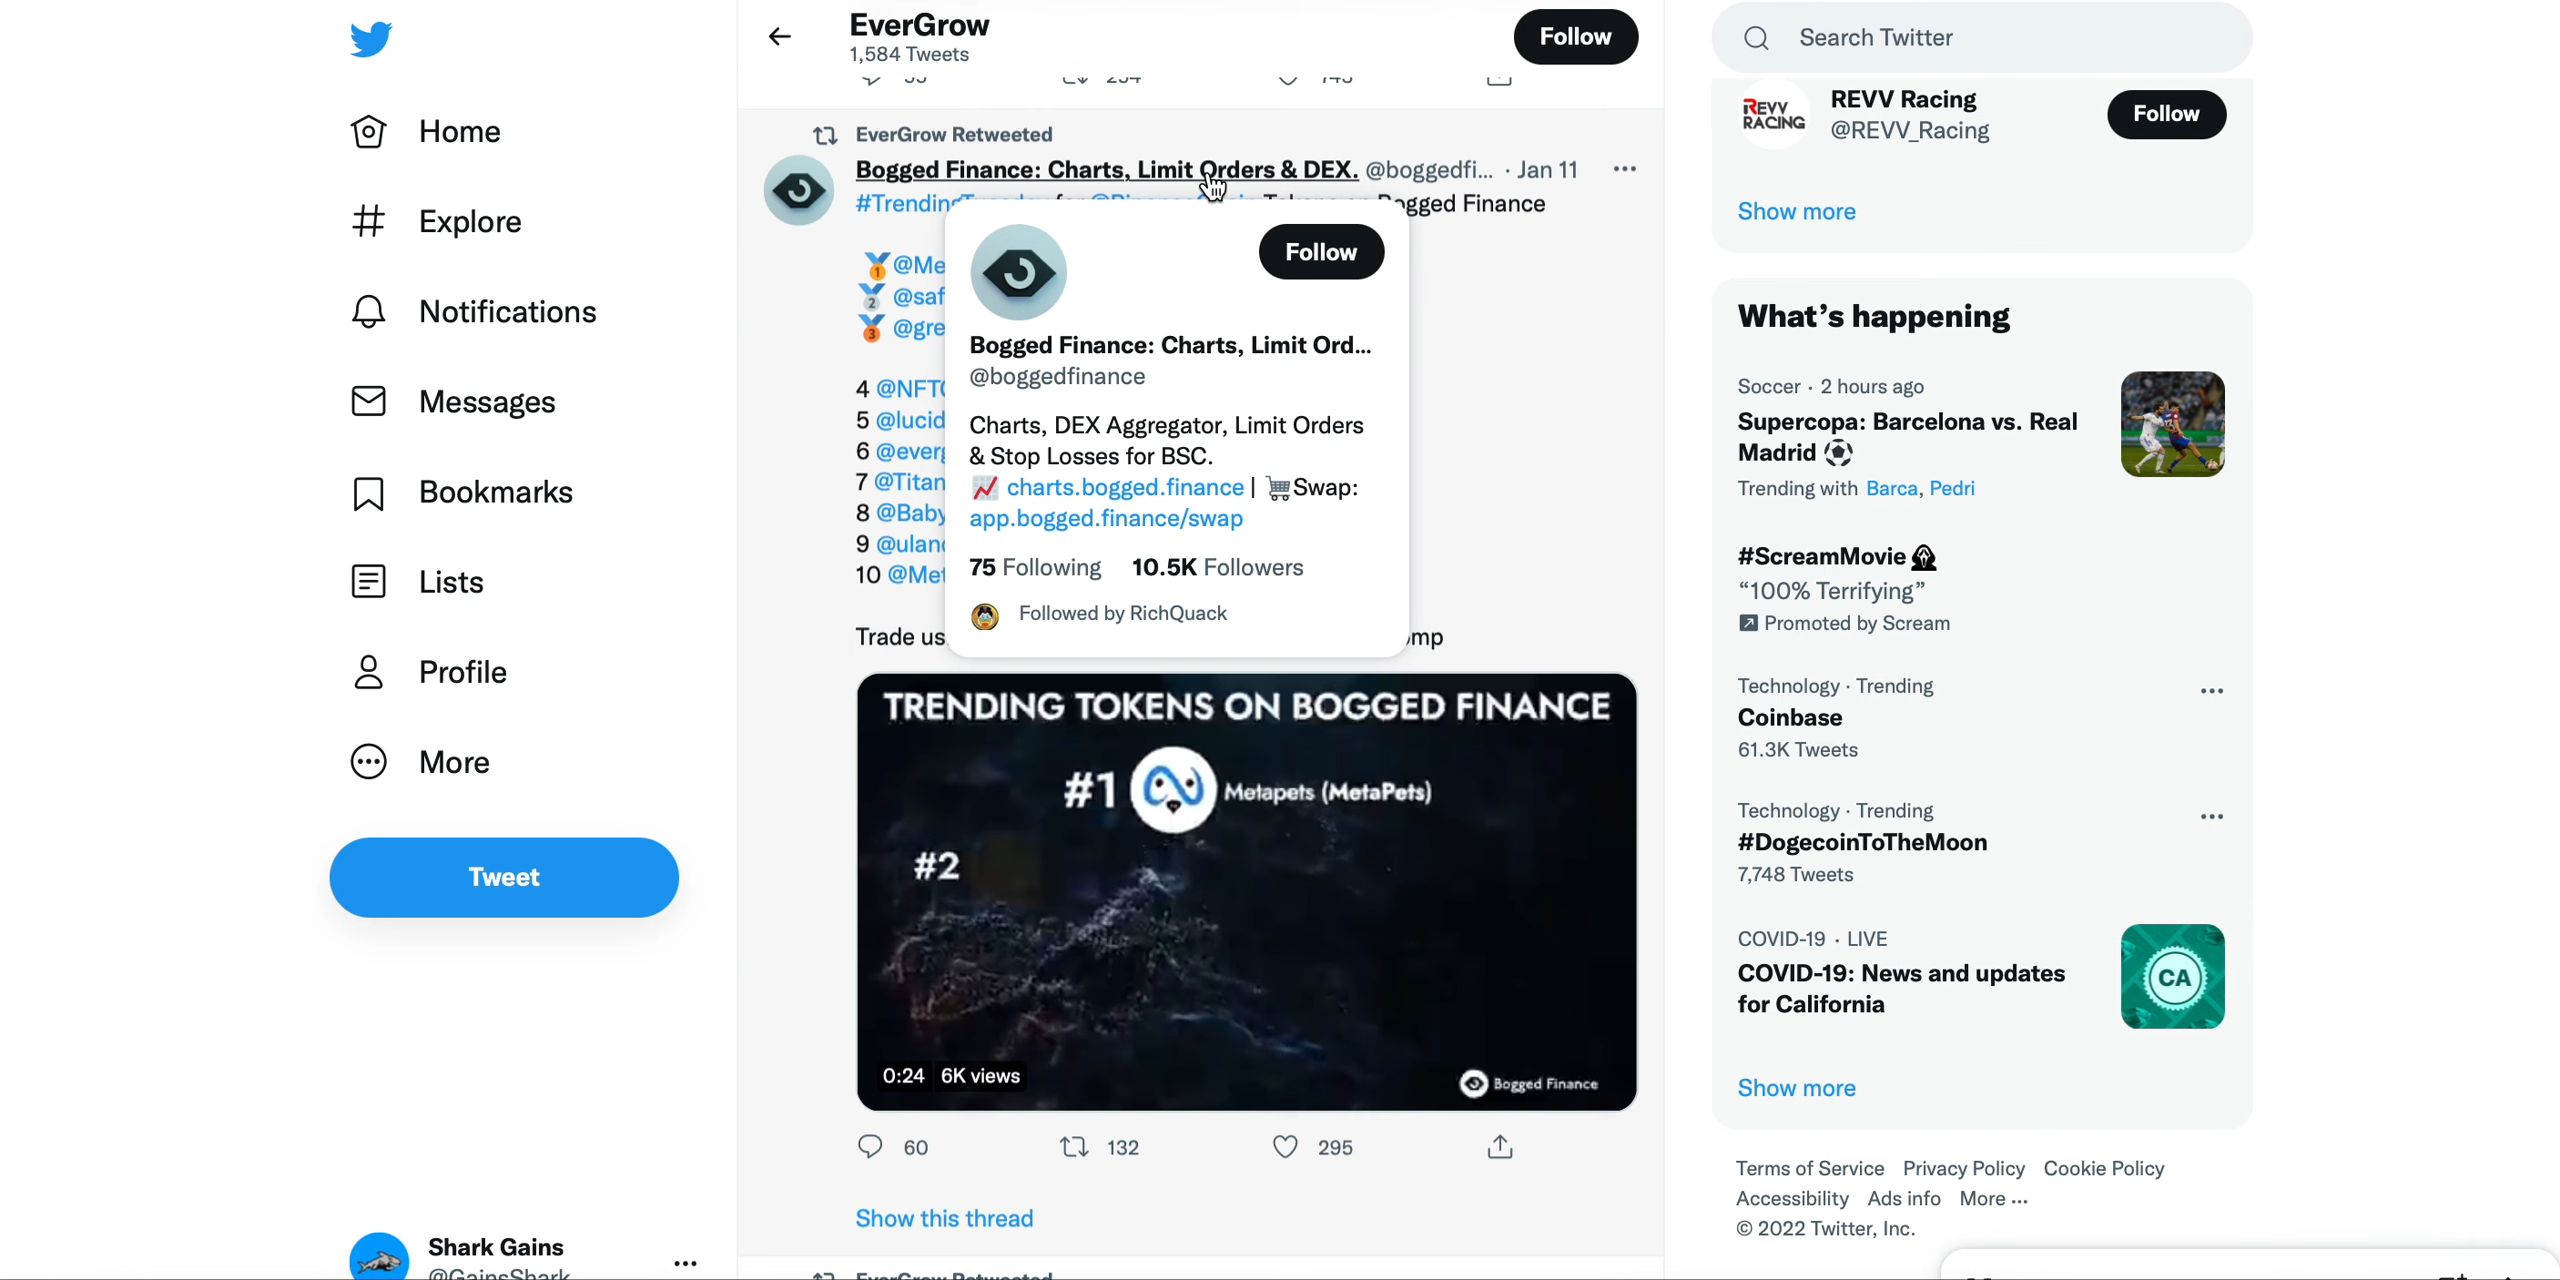 Home
Explore
Notifications
Messages
Bookmarks
Lists
Profile
More
Tweet
Shark Gains
@GainsShark
EverGrow
1,584 Tweets
Follow
EverGrow Retweeted
Bogged Finance: Charts, Limit Orders & DEX. @boggedfi... · Jan 11
Finance
🥇@Me
🥈@saf
🥉@gre
4 @NFT
5 @lucid
6 @everg
7 @Titan
8 @Baby
9 @ulan
10 @Met
Trade us
Follow
Bogged Finance: Charts, Limit Ord...
@boggedfinance
Charts, DEX Aggregator, Limit Orders
& Stop Losses for BSC.
📈 charts.bogged.finance | 🛒Swap:
app.bogged.finance/swap
75 Following 10.5K Followers
Followed by RichQuack
TRENDING TOKENS ON BOGGED FINANCE
#1 Metapets (MetaPets)
#2
0:24 6K views
Bogged Finance
60 132 295
Show this thread
EverGrow Retweeted
Search Twitter
REVV RACING
REVV Racing
@REVV_Racing
Follow
Show more
What's happening
Soccer · 2 hours ago
Supercopa: Barcelona vs. Real
Madrid ⚽
Trending with Barca, Pedri
#ScreamMovie
“100% Terrifying”
Promoted by Scream
Technology · Trending
Coinbase
61.3K Tweets
Technology · Trending
#DogecoinToTheMoon
7,748 Tweets
COVID-19 · LIVE
COVID-19: News and updates
for California
CA
Show more
Terms of Service Privacy Policy Cookie Policy
Accessibility Ads info More ...
© 2022 Twitter, Inc.